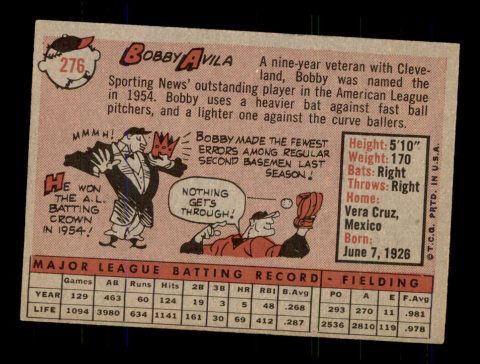 276
BOBBY AVILA
A nine-year veteran with Cleve-
land, Bobby was named the
Sporting News' outstanding player in the American League
in 1954. Bobby uses a heavier bat against fast ball
pitchers, and a lighter one against the curve ballers.
MMMH!
HE WON
THE A.L.
BATTING
CROWN
IN 1954!
BOBBY MADE THE FEWEST
ERRORS AMONG REGULAR
SECOND BASEMEN LAST
SEASON!
NOTHING
GETS
THROUGH!
Height: 5'10"
Weight: 170
Bats: Right
Throws: Right
Home:
Vera Cruz,
Mexico
Born:
June 7, 1926
© T.C.G. PRTD. IN U.S.A.
MAJOR LEAGUE BATTING RECORD - FIELDING
Games AB Runs Hits 2B 3B HR RBI B.Avg PO A E F.Avg
YEAR 129 463 60 124 19 3 5 48 .268 293 270 11 .981
LIFE 1094 3980 634 1141 161 30 69 412 .287 2536 2810 119 .978